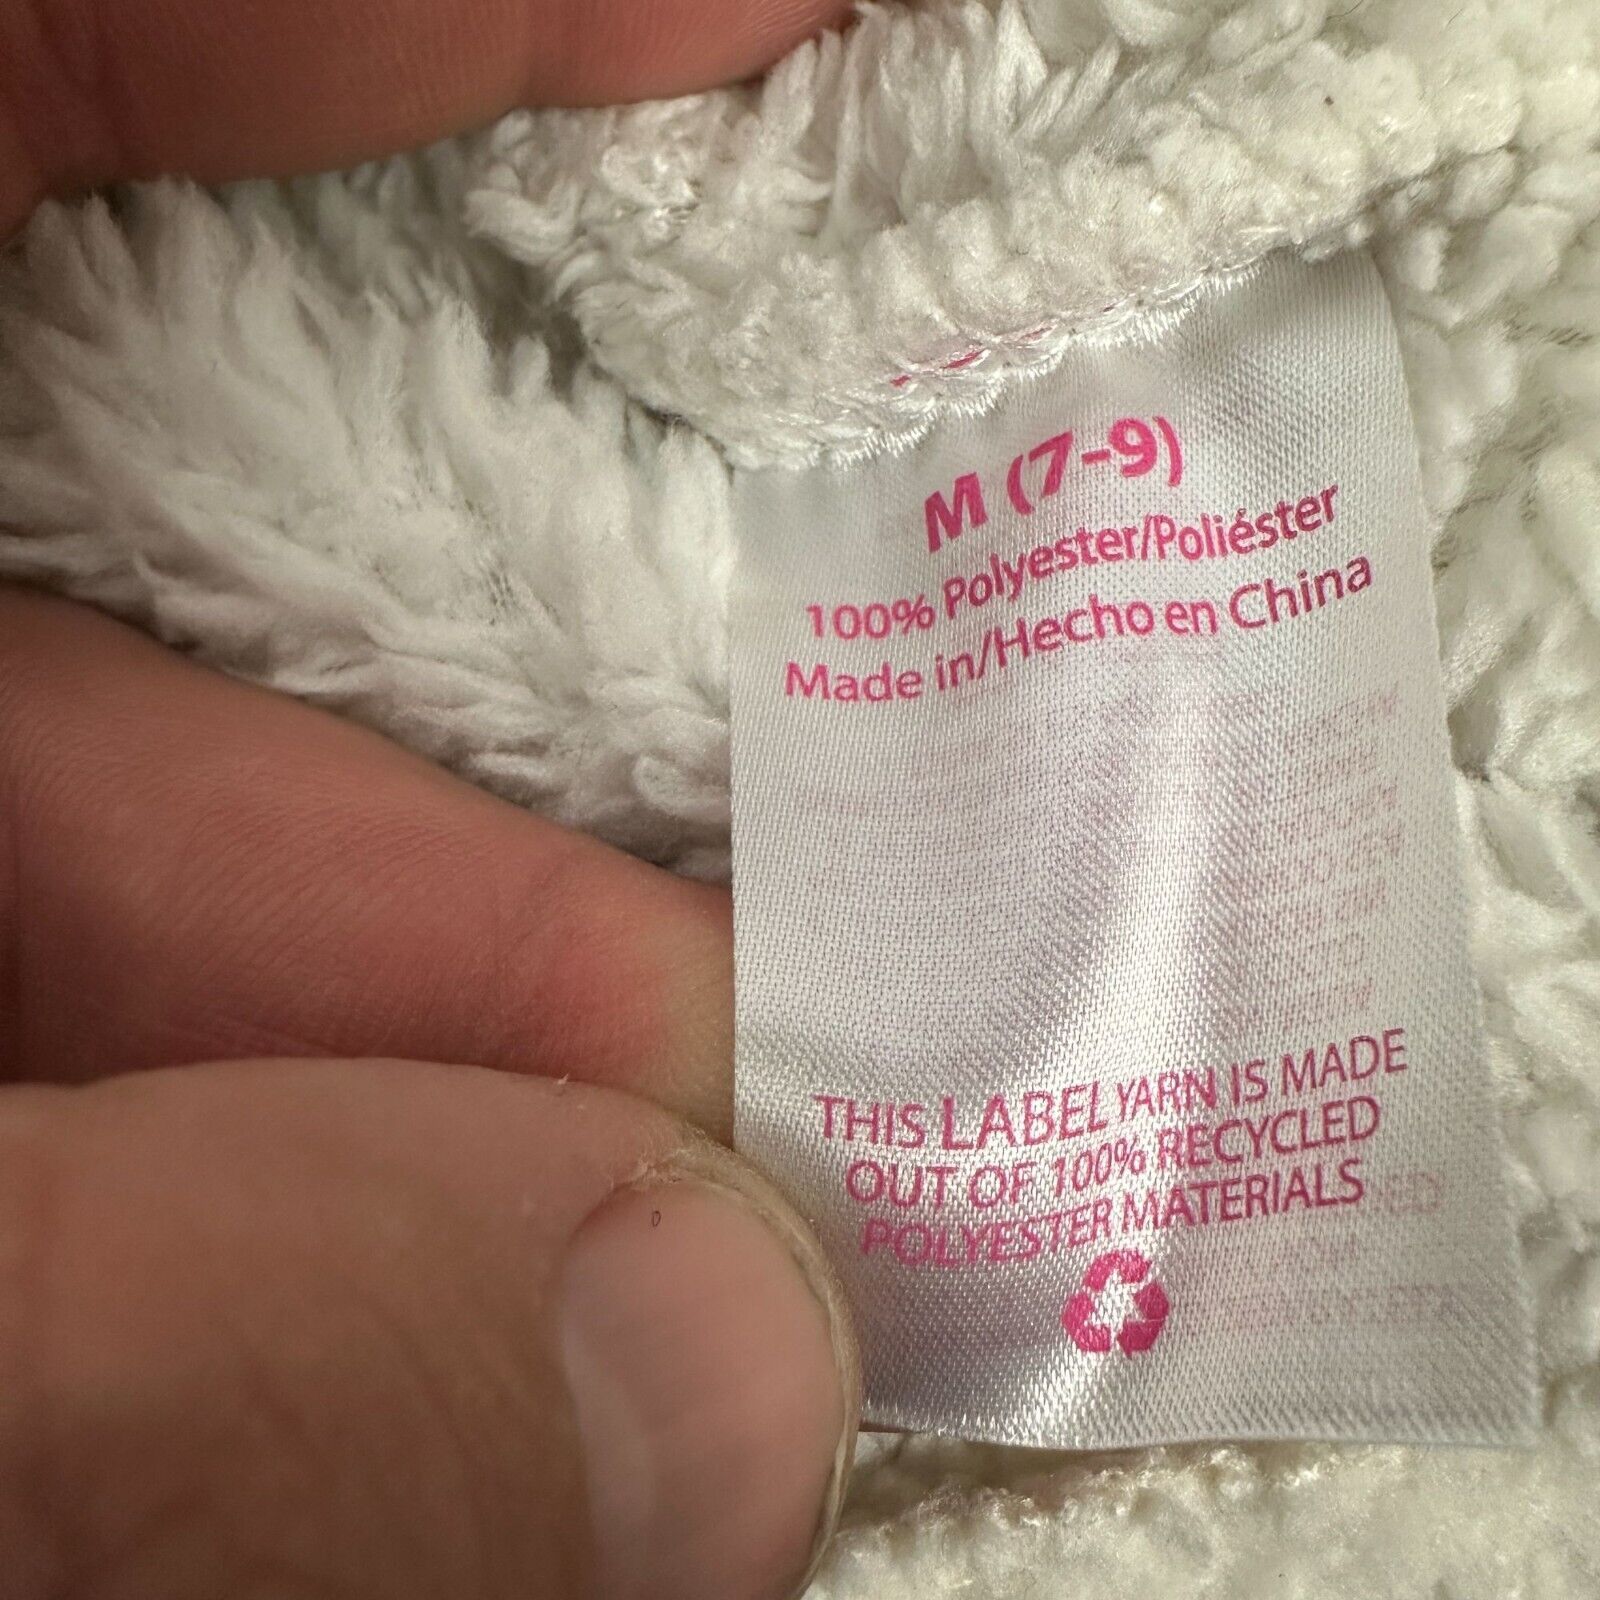 M (7-9)
100% Polyester/Poliéster
Made in/Hecho en China
THIS LABEL YARN IS MADE
OUT OF 100% RECYCLED
POLYESTER MATERIALS